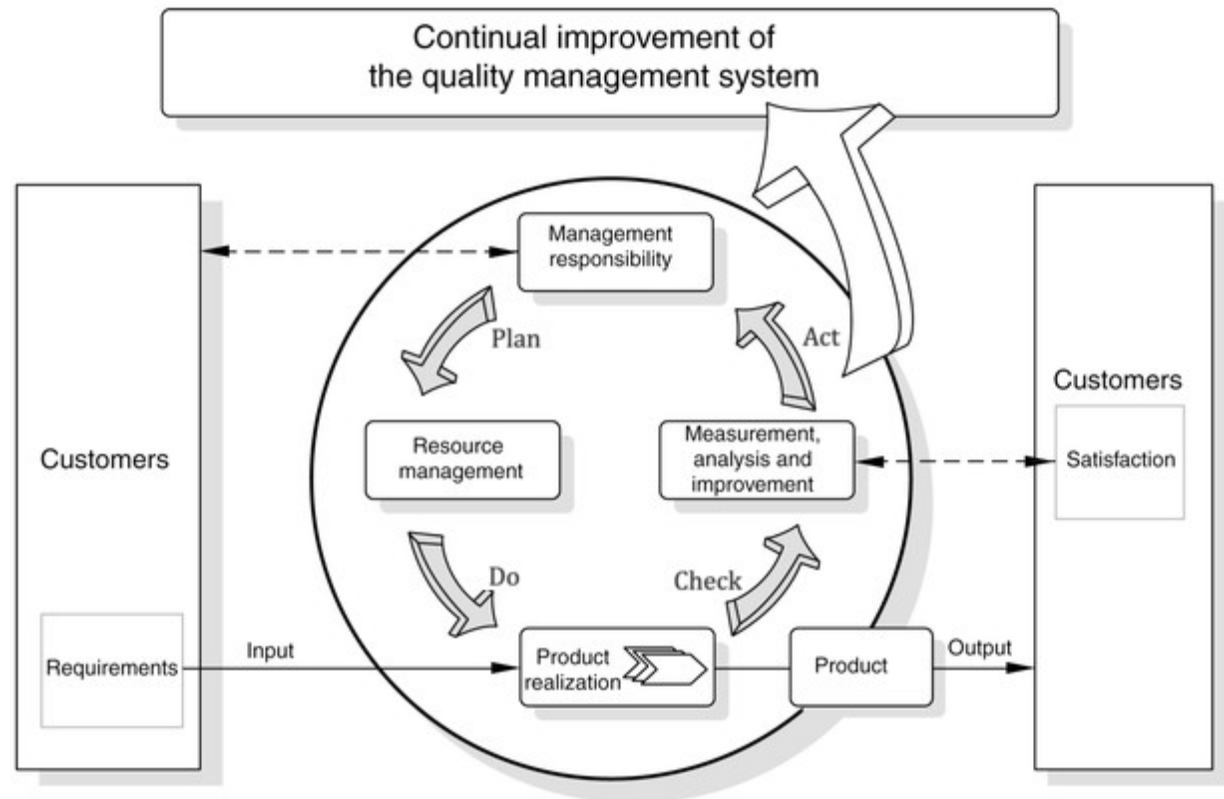 Continual improvement of
the quality management system
Management
responsibility
Plan
Act
Customers
Resource
management
Measurement,
analysis and
improvement
Customers
Satisfaction
Do
Check
Requirements
Input
Product
realization
Product
Output